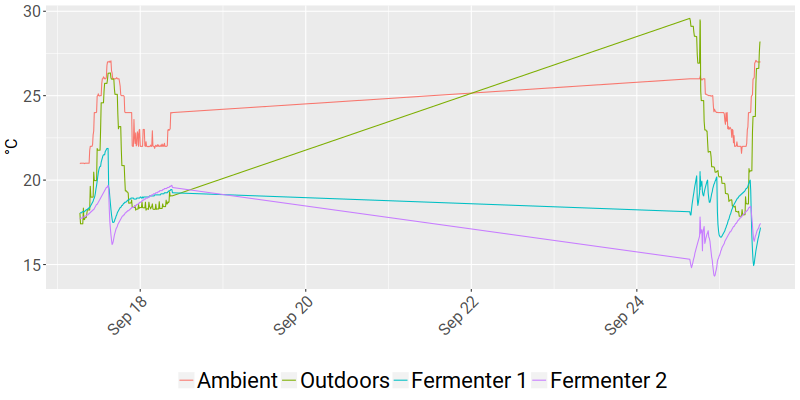 30
25
20
15
°C
Sep 18
Sep 20
Sep 22
Sep 24
Ambient Outdoors Fermenter 1 Fermenter 2